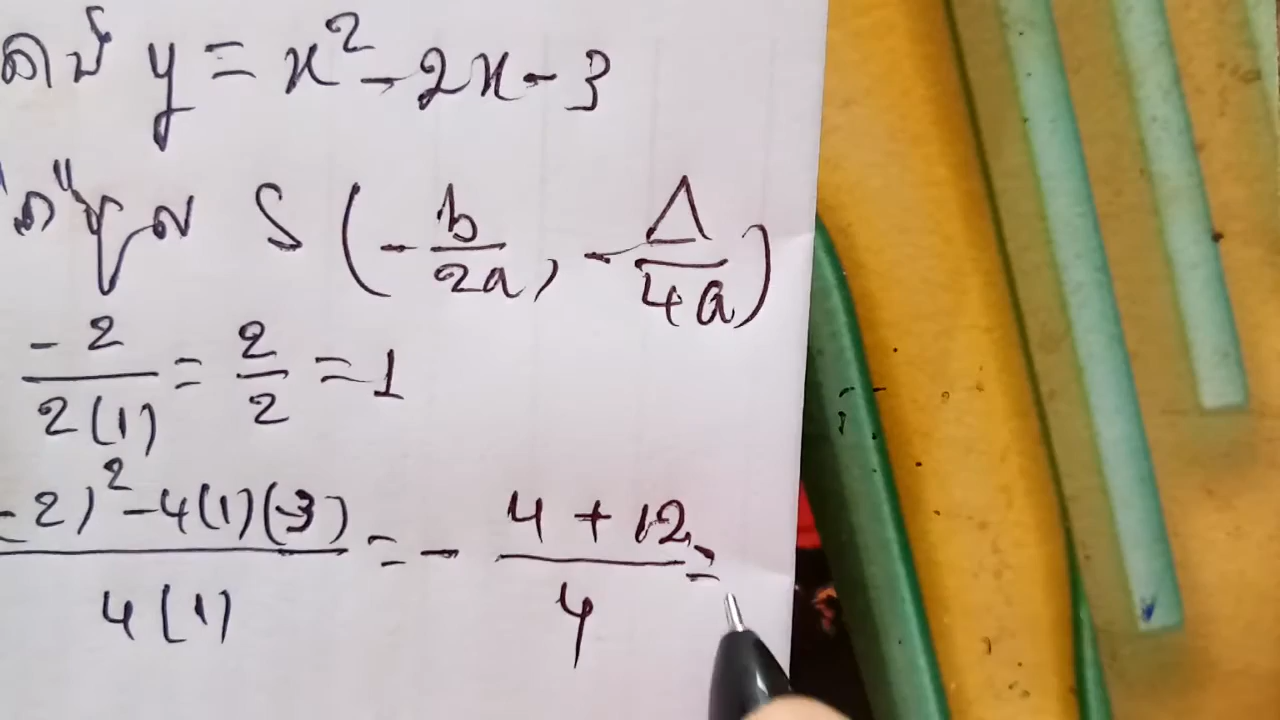 y = x² - 2x - 3
S (- b/2a, - Δ/4a)
- 2/2(1) = 2/2 = 1
- 2)² - 4(1)(-3)/4(1) = - 4 + 12/4 =